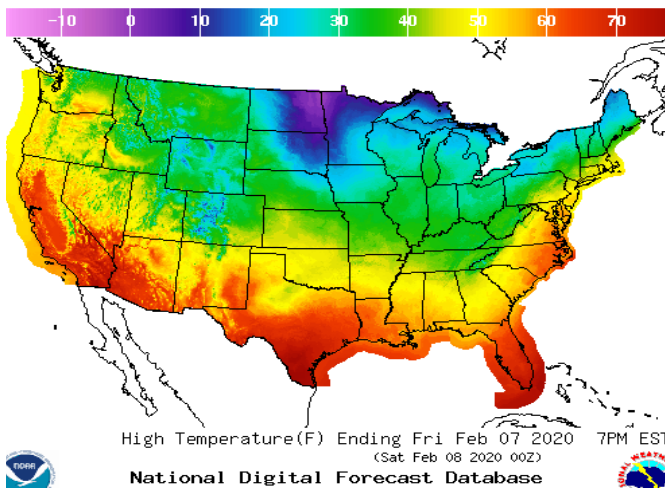 -10 0 10 20 30 40 50 60 70
High Temperature(F) Ending Fri Feb 07 2020 7PM EST
(Sat Feb 08 2020 00Z)
National Digital Forecast Database
NOAA